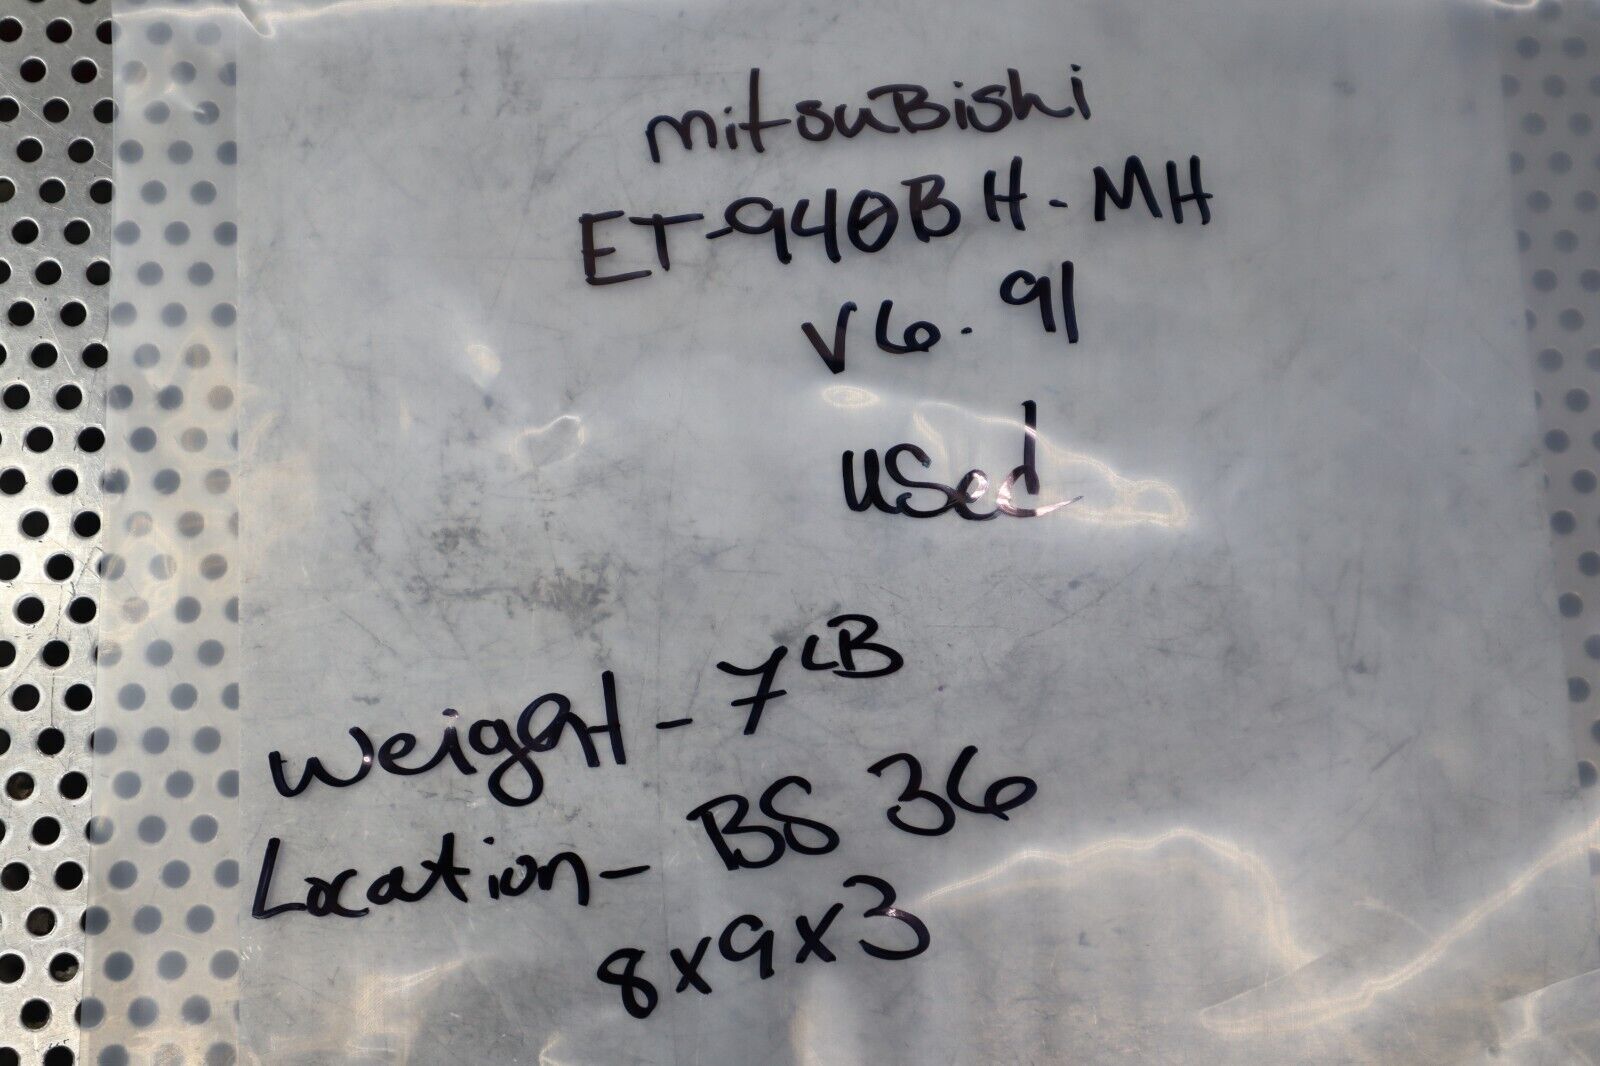 mitsuBishi
ET-940BH-MH
V6.91
used
Weight - 7LB
Location - BS 36
8x9x3